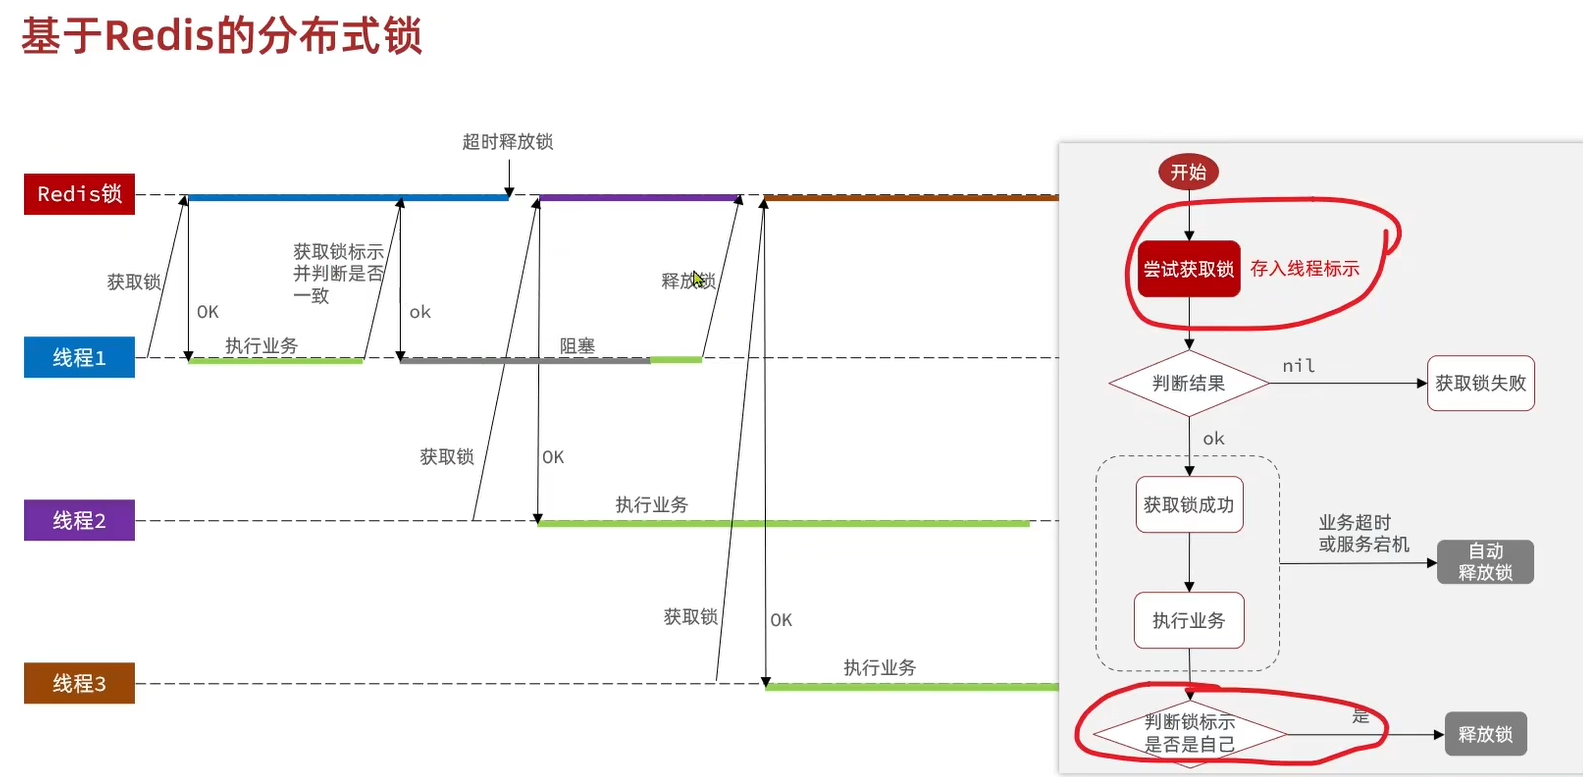 基于Redis的分布式锁
超时释放锁
Redis锁
获取锁
OK
获取锁标示
并判断是否
一致
ok
释放锁
线程1
执行业务
阻塞
获取锁
OK
线程2
执行业务
获取锁
OK
线程3
执行业务
开始
尝试获取锁
存入线程标示
判断结果
nil
获取锁失败
ok
获取锁成功
执行业务
业务超时
或服务宕机
自动
释放锁
判断锁标示
是否是自己
是
释放锁